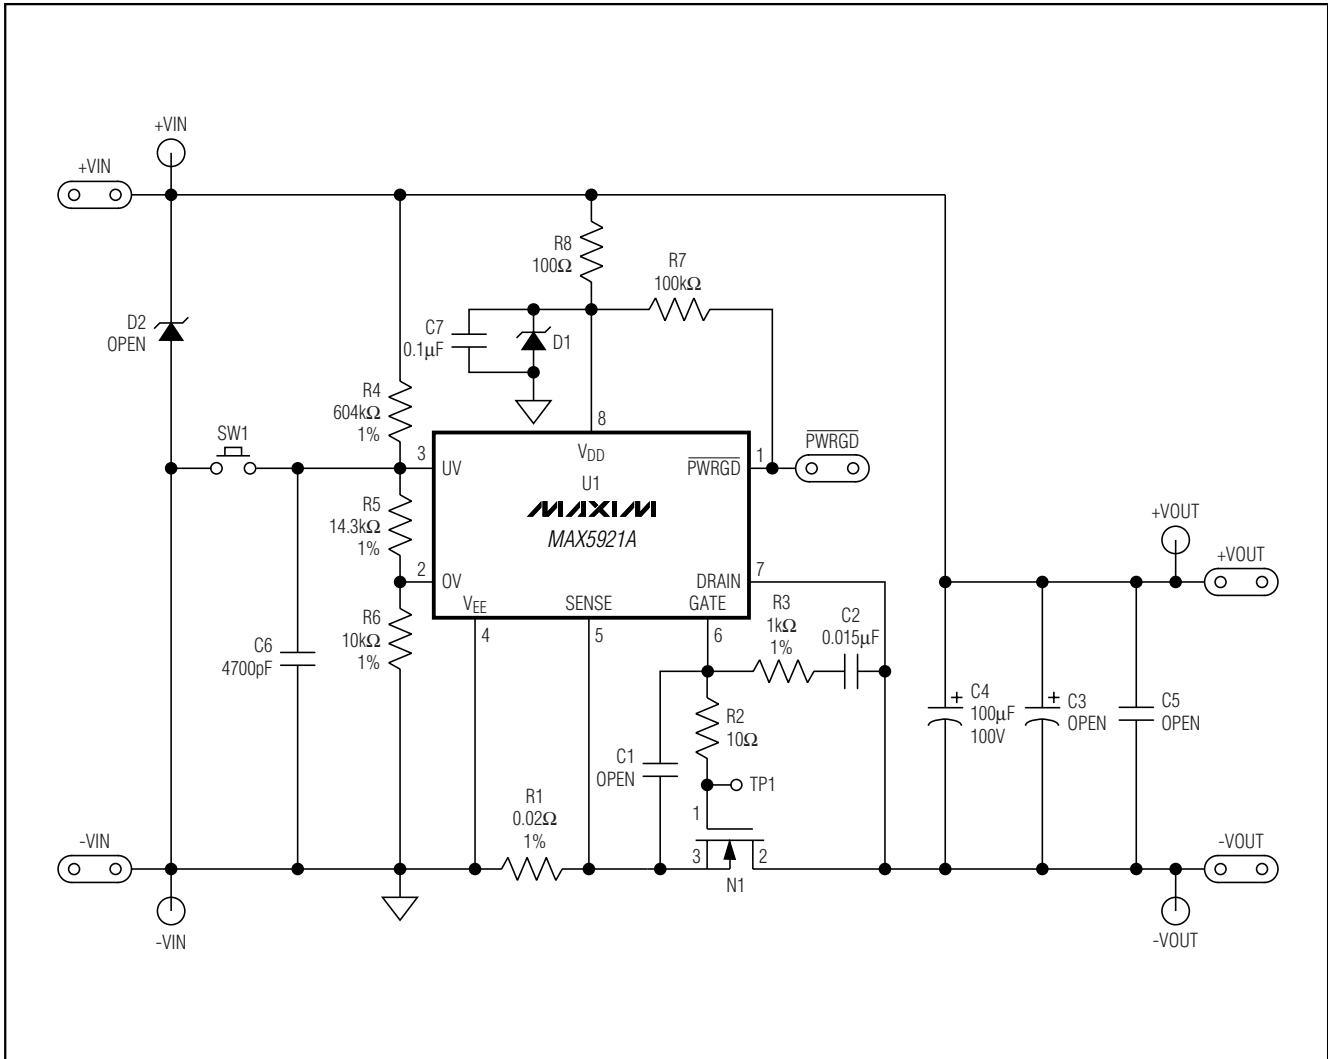 +VIN
+VIN
R8
100Ω
R7
100kΩ
D2
OPEN
C7
0.1µF
D1
R4
604kΩ
1%
8
SW1
3
UV
VDD
PWRGD
1
PWRGD
U1
MAXIM
MAX5921A
R5
14.3kΩ
1%
+VOUT
+VOUT
2
OV
DRAIN
7
VEE
SENSE
GATE
4
5
6
R3
1kΩ
1%
C2
0.015µF
R6
10kΩ
1%
C6
4700pF
R2
10Ω
C4
100µF
100V
+
C3
OPEN
+
C5
OPEN
C1
OPEN
TP1
R1
0.02Ω
1%
1
3
2
N1
-VIN
-VOUT
-VIN
-VOUT